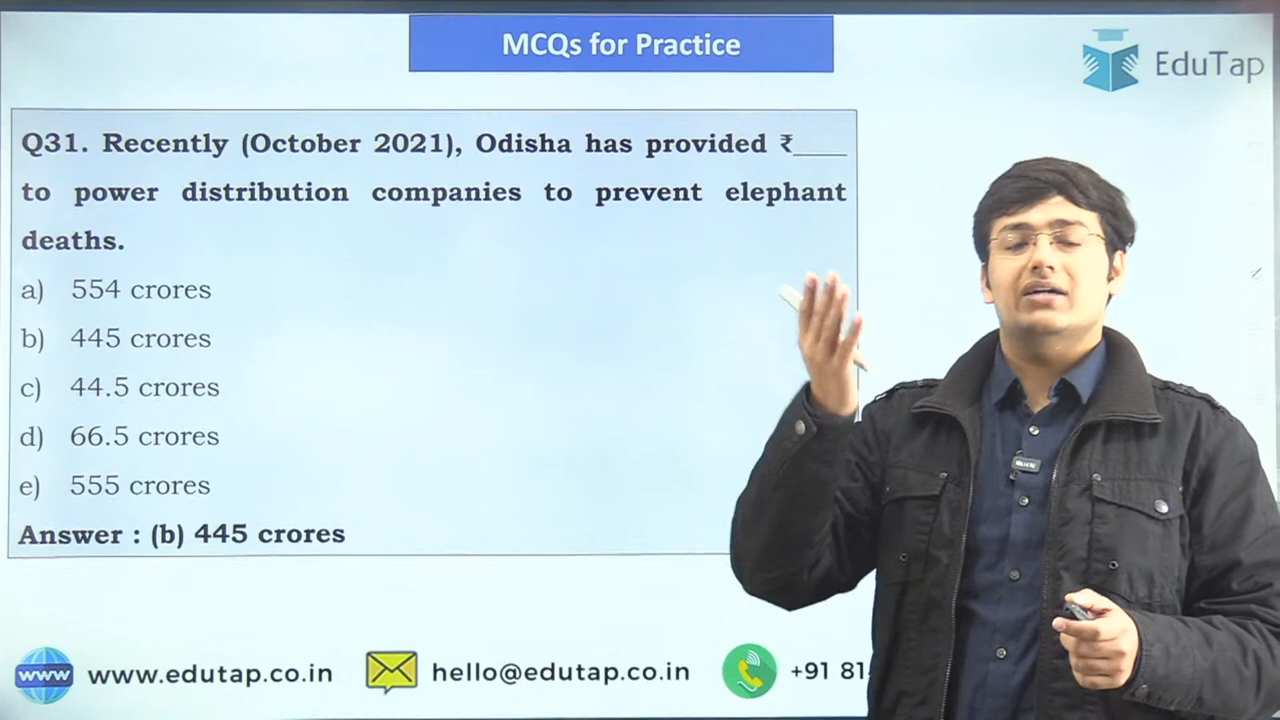 MCQs for Practice
EduTap
Q31. Recently (October 2021), Odisha has provided ₹____
to power distribution companies to prevent elephant
deaths.
a) 554 crores
b) 445 crores
c) 44.5 crores
d) 66.5 crores
e) 555 crores
Answer : (b) 445 crores
www
www.edutap.co.in
hello@edutap.co.in
+91 81